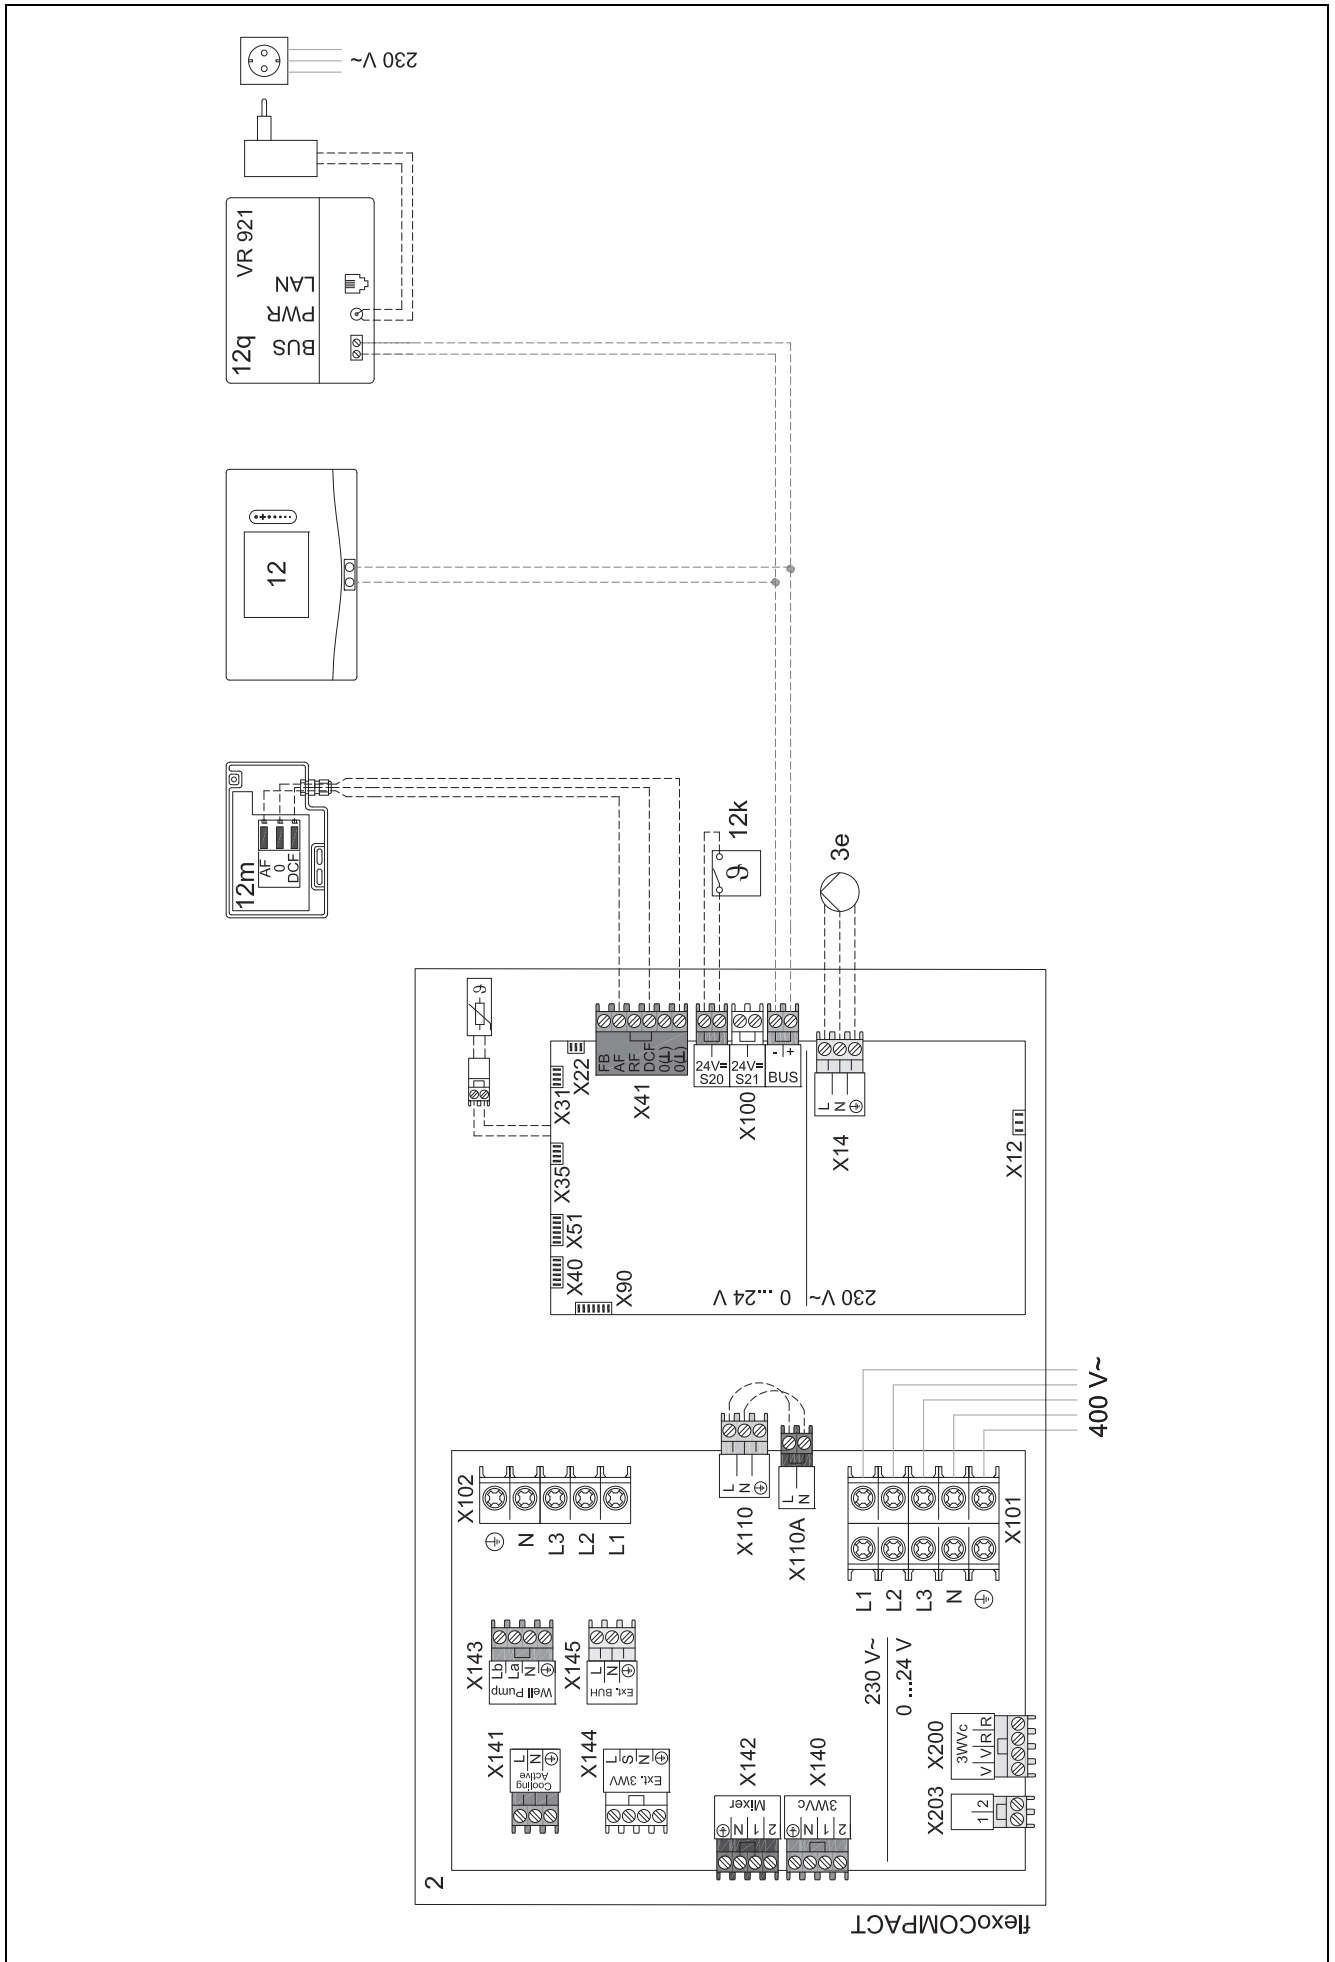 230 V~
VR 921
LAN
PWR
BUS
12q
12
12m
AF
0
DCF
12k
ϑ
3e
ϑ
X22
X31
X35
X51
X40
X90
FB
AF
RF
DCF
0(⊥)
0(⊥)
X41
24V=
S20
24V=
S21
X100
- +
BUS
L
N
X14
X12
0 ...24 V
230 V~
400 V~
X102
N
L3
L2
L1
L
N
X110
L
N
X110A
X101
L1
L2
L3
N
X143
Lb
La
N
Well Pump
X145
L
N
Ext. BUH
X141
L
N
Cooling
Active
X144
L
S
N
Ext. 3WV
X142
Mixer
N 1 2
X140
3WVc
N 1 2
230 V~
0 ...24 V
X200
3WVc
V V R R
X203
1 2
2
flexoCOMPACT